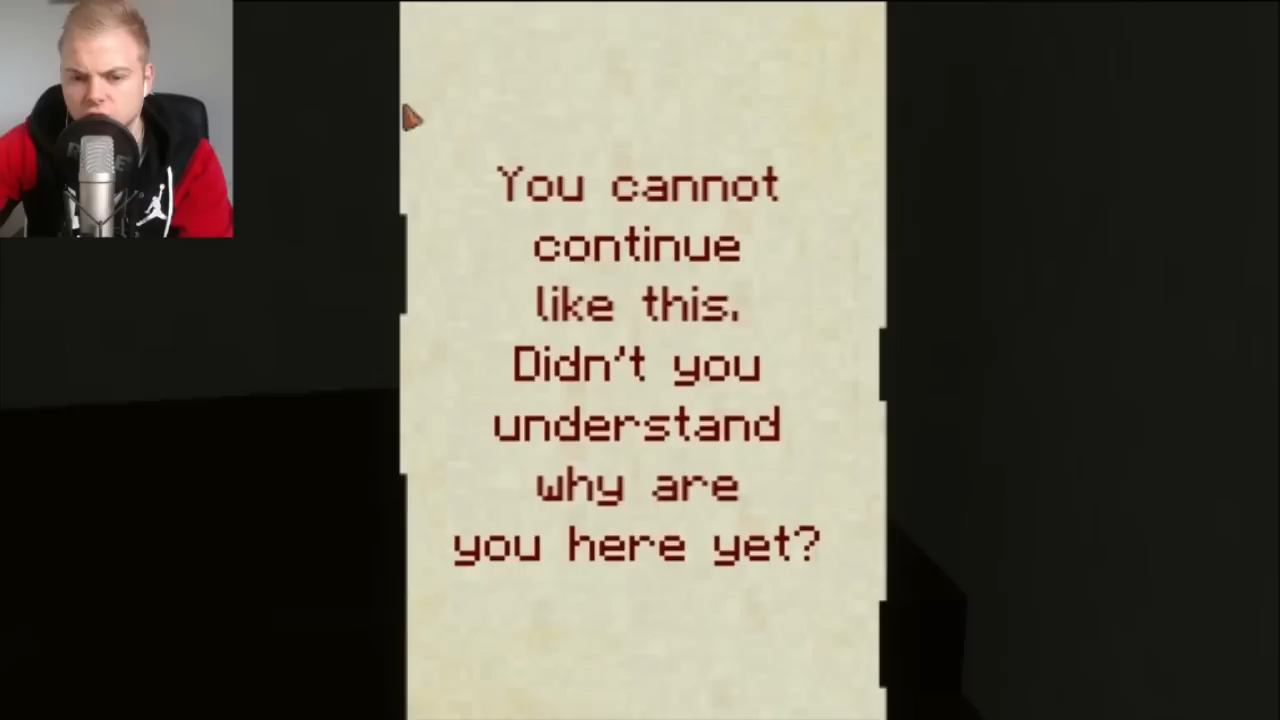 You cannot
continue
like this.
Didn't you
understand
why are
you here yet?